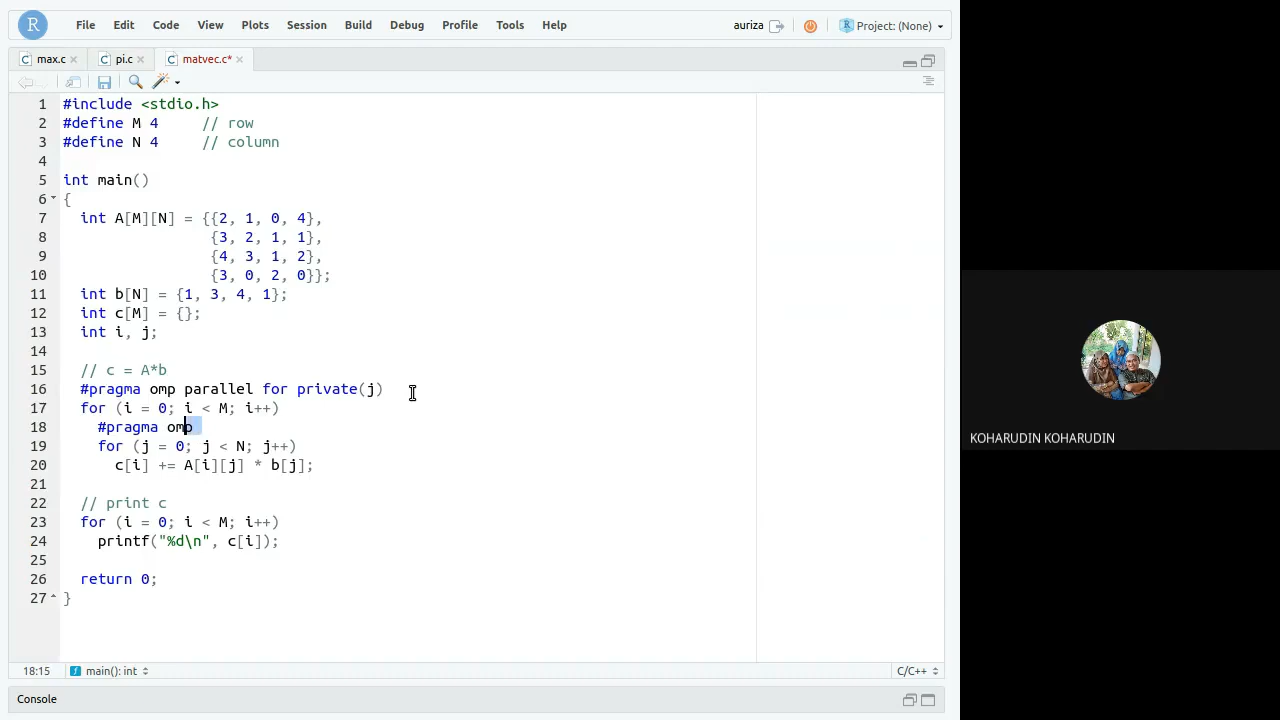 R File Edit Code View Plots Session Build Debug Profile Tools Help auriza R Project: (None)
C max.c C pi.c C matvec.c*
1 #include <stdio.h>
2 #define M 4     // row
3 #define N 4     // column
4
5 int main()
6 {
7   int A[M][N] = {{2, 1, 0, 4},
8                  {3, 2, 1, 1},
9                  {4, 3, 1, 2},
10                  {3, 0, 2, 0}};
11   int b[N] = {1, 3, 4, 1};
12   int c[M] = {};
13   int i, j;
14
15   // c = A*b
16   #pragma omp parallel for private(j)
17   for (i = 0; i < M; i++)
18     #pragma omp
19     for (j = 0; j < N; j++)
20       c[i] += A[i][j] * b[j];
21
22   // print c
23   for (i = 0; i < M; i++)
24     printf("%d\n", c[i]);
25
26   return 0;
27 }
18:15 f main(): int C/C++
Console
KOHARUDIN KOHARUDIN